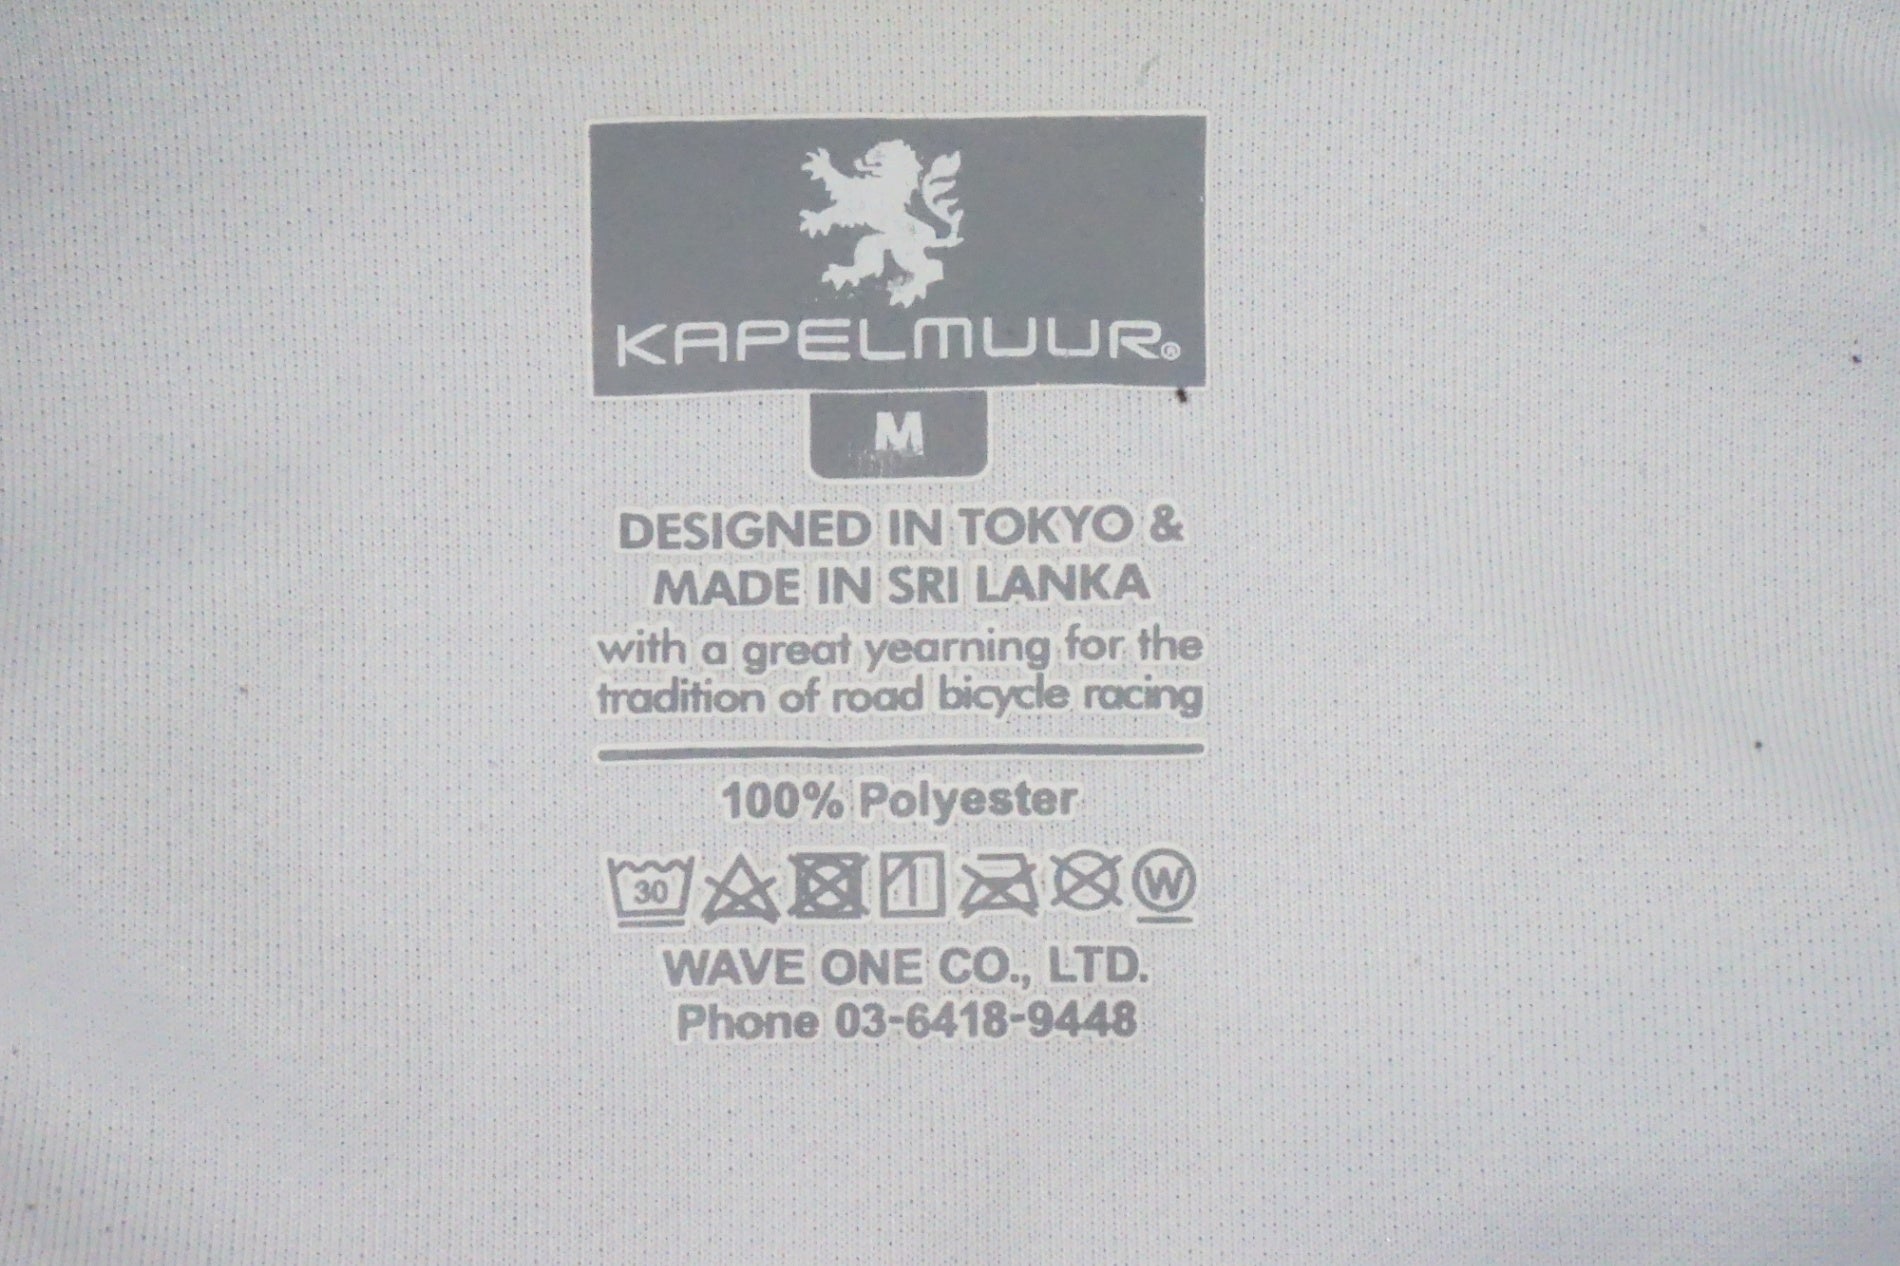 KAPELMUUR®
M
DESIGNED IN TOKYO &
MADE IN SRI LANKA
with a great yearning for the
tradition of road bicycle racing
100% Polyester
30 W
WAVE ONE CO., LTD.
Phone 03-6418-9448